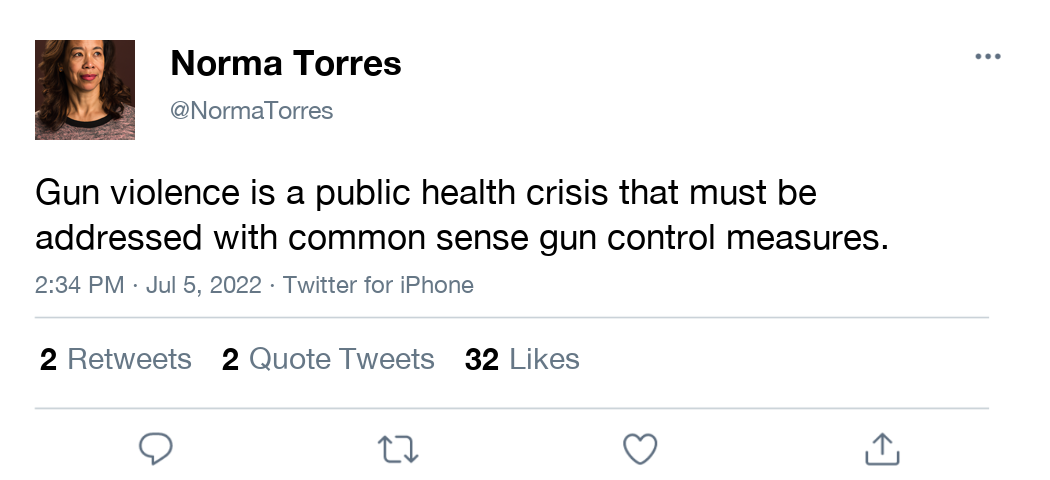 Norma Torres
@NormaTorres
Gun violence is a public health crisis that must be
addressed with common sense gun control measures.
2:34 PM · Jul 5, 2022 · Twitter for iPhone
2 Retweets 2 Quote Tweets 32 Likes